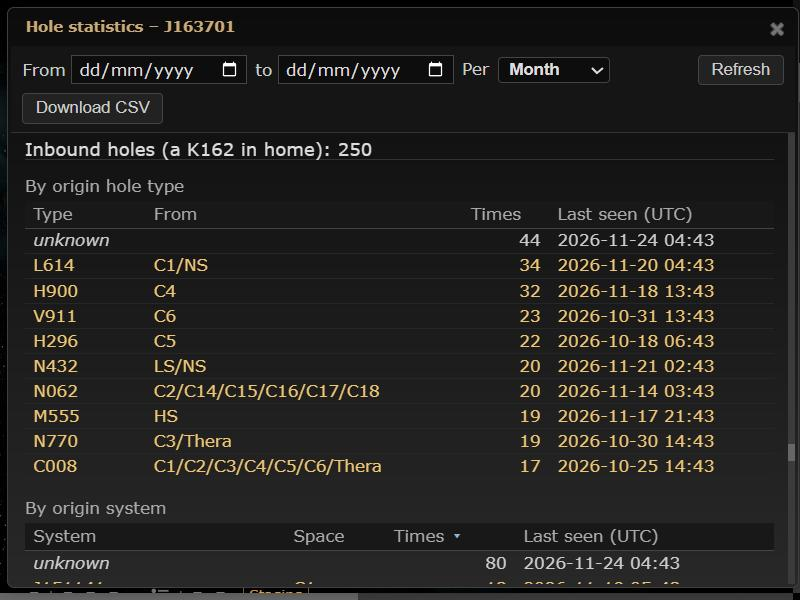 Hole statistics – J163701
From dd/mm/yyyy to dd/mm/yyyy Per Month Refresh
Download CSV
Inbound holes (a K162 in home): 250
By origin hole type
Type From Times Last seen (UTC)
unknown 44 2026-11-24 04:43
L614 C1/NS 34 2026-11-20 04:43
H900 C4 32 2026-11-18 13:43
V911 C6 23 2026-10-31 13:43
H296 C5 22 2026-10-18 06:43
N432 LS/NS 20 2026-11-21 02:43
N062 C2/C14/C15/C16/C17/C18 20 2026-11-14 03:43
M555 HS 19 2026-11-17 21:43
N770 C3/Thera 19 2026-10-30 14:43
C008 C1/C2/C3/C4/C5/C6/Thera 17 2026-10-25 14:43
By origin system
System Space Times Last seen (UTC)
unknown 80 2026-11-24 04:43